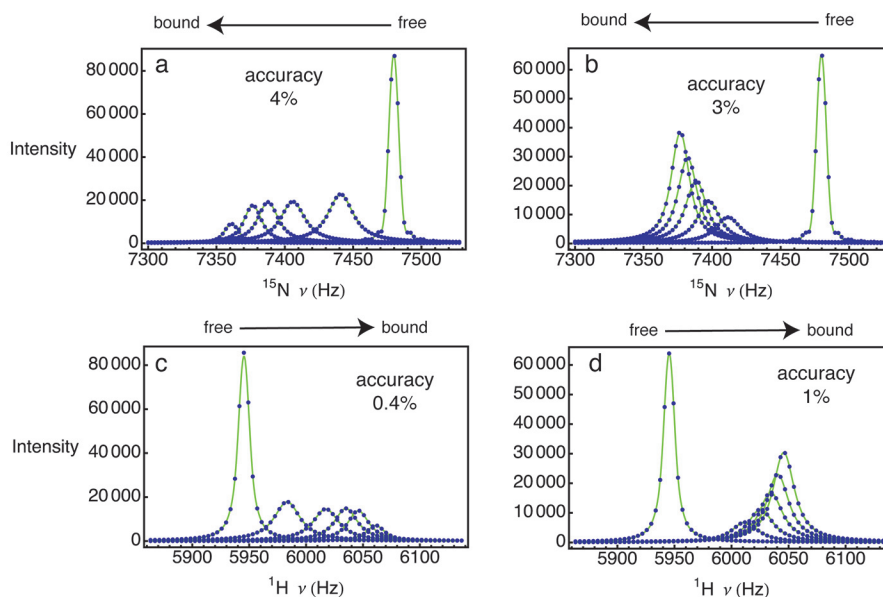 bound free
a
accuracy
4%
Intensity
80 000
60 000
40 000
20 000
0
7300 7350 7400 7450 7500
¹⁵N ν (Hz)
bound free
b
accuracy
3%
60 000
50 000
40 000
30 000
20 000
10 000
0
7300 7350 7400 7450 7500
¹⁵N ν (Hz)
free bound
c
accuracy
0.4%
Intensity
80 000
60 000
40 000
20 000
0
5900 5950 6000 6050 6100
¹H ν (Hz)
free bound
d
accuracy
1%
60 000
50 000
40 000
30 000
20 000
10 000
0
5900 5950 6000 6050 6100
¹H ν (Hz)